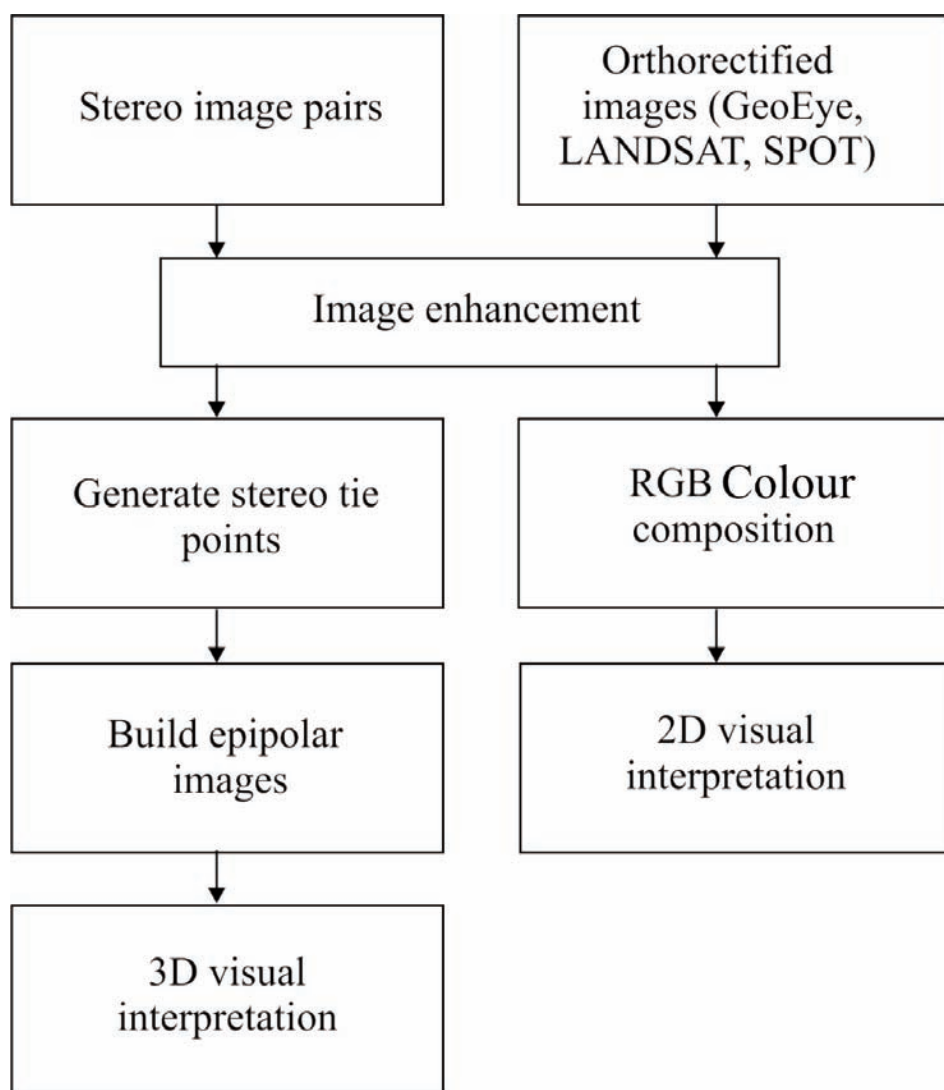 Stereo image pairs
Orthorectified
images (GeoEye,
LANDSAT, SPOT)
Image enhancement
Generate stereo tie
points
RGB Colour
composition
Build epipolar
images
2D visual
interpretation
3D visual
interpretation